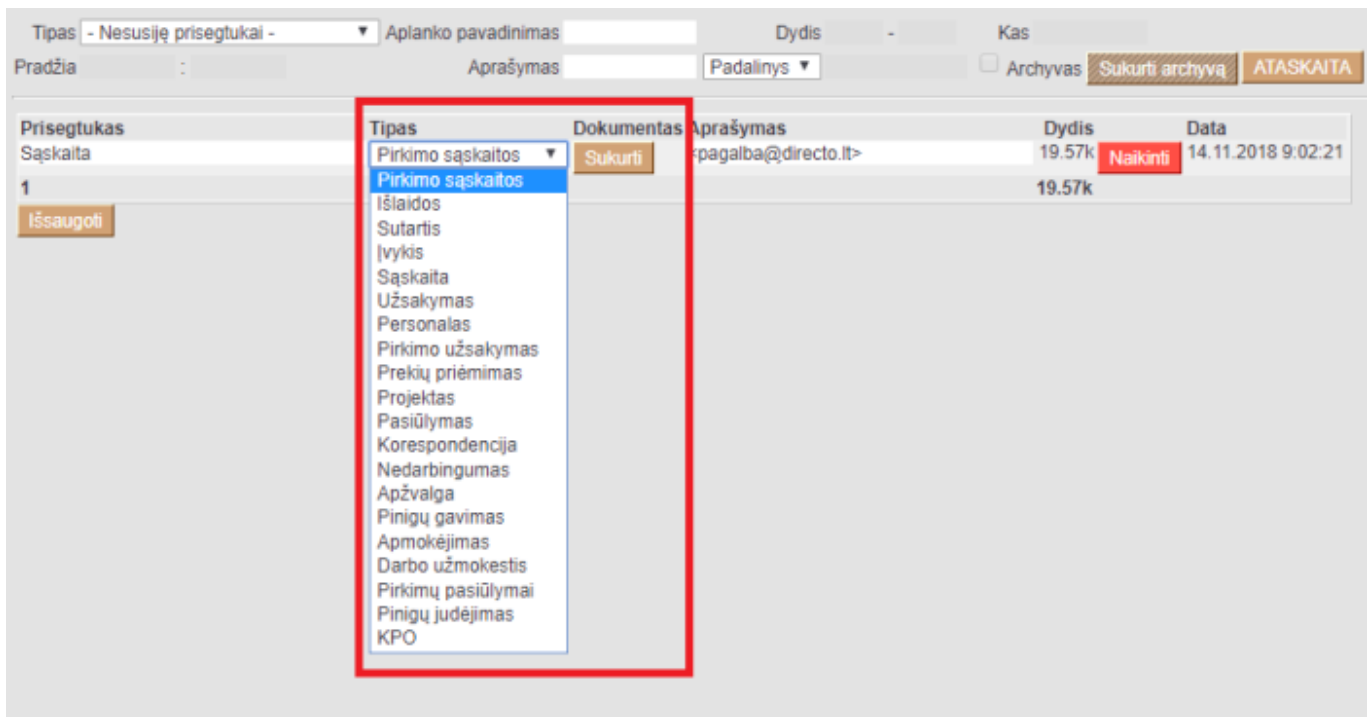 Tipas - Nesusiję prisegtukai - Aplanko pavadinimas Dydis - Kas
Pradžia : Aprašymas Padalinys Archyvas Sukurti archyvą ATASKAITA
Prisegtukas Tipas Dokumentas Aprašymas Dydis Data
Sąskaita Pirkimo sąskaitos Sukurti <pagalba@directo.lt> 19.57k Naikinti 14.11.2018 9:02:21
1 19.57k
Išsaugoti
Pirkimo sąskaitos
Išlaidos
Sutartis
Įvykis
Sąskaita
Užsakymas
Personalas
Pirkimo užsakymas
Prekių priėmimas
Projektas
Pasiūlymas
Korespondencija
Nedarbingumas
Apžvalga
Pinigų gavimas
Apmokėjimas
Darbo užmokestis
Pirkimų pasiūlymai
Pinigų judėjimas
KPO